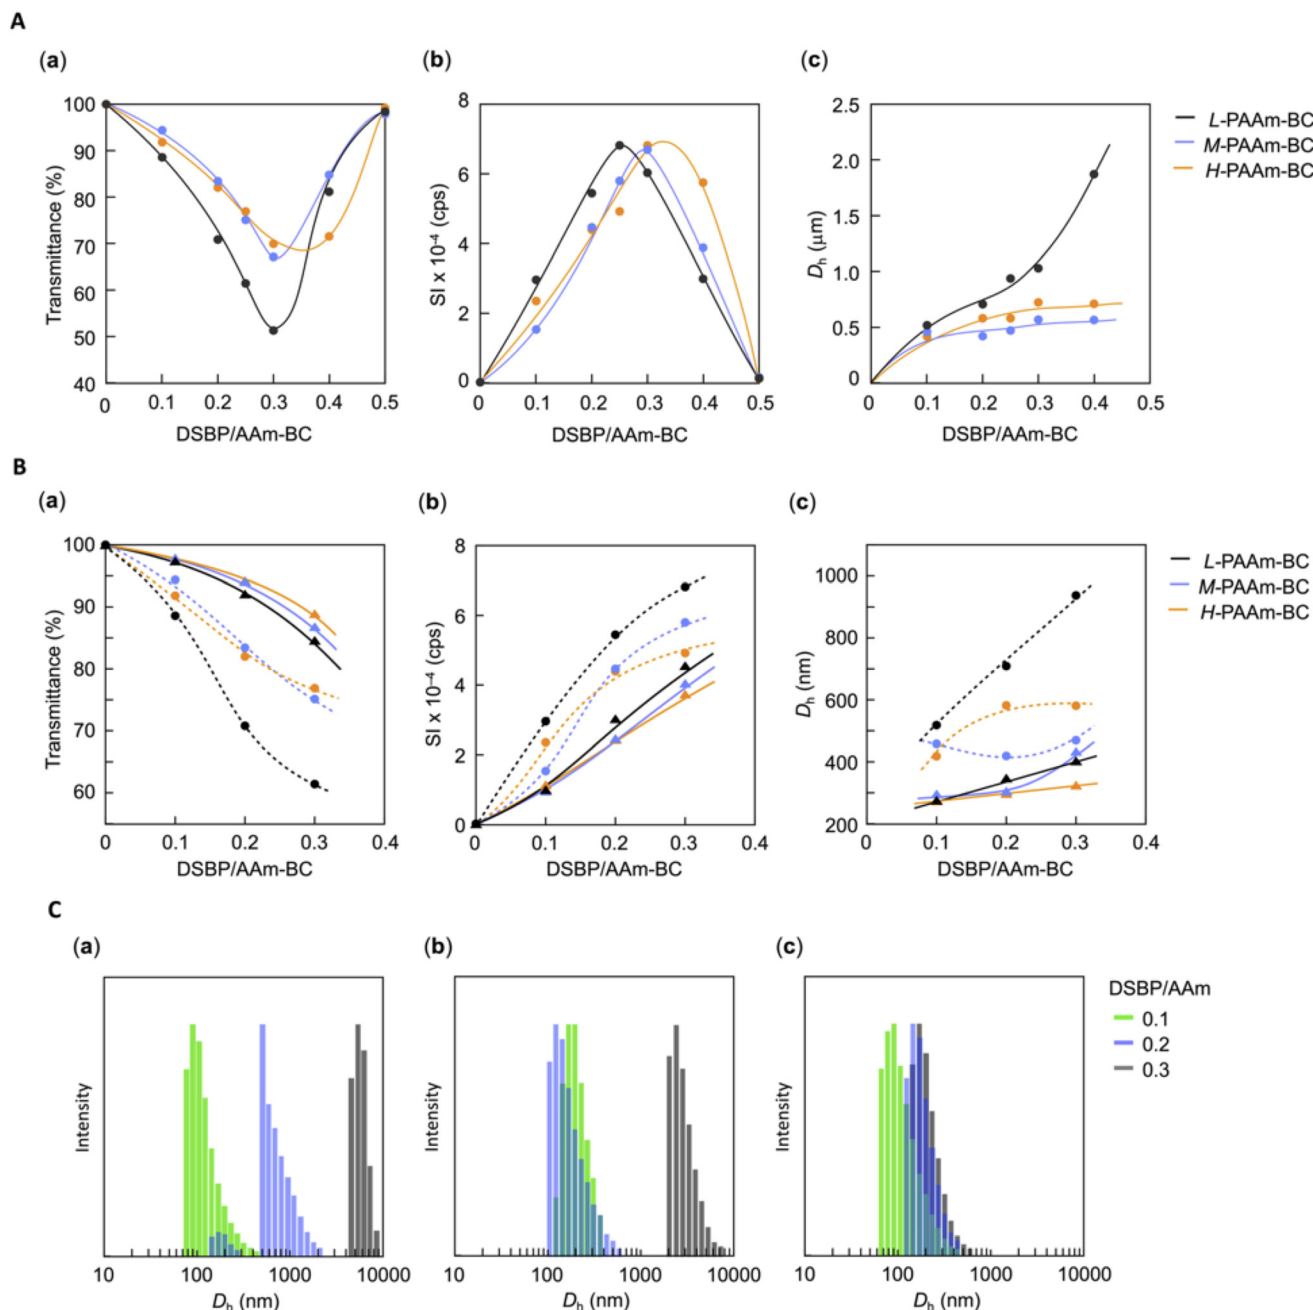 A
(a)
100
90
80
70
60
50
40
Transmittance (%)
0
0.1
0.2
0.3
0.4
0.5
DSBP/AAm-BC
(b)
8
6
4
2
0
SI x 10⁻⁴ (cps)
0
0.1
0.2
0.3
0.4
0.5
DSBP/AAm-BC
(c)
2.5
2.0
1.5
1.0
0.5
0
Dh (μm)
0
0.1
0.2
0.3
0.4
0.5
DSBP/AAm-BC
L-PAAm-BC
M-PAAm-BC
H-PAAm-BC
B
(a)
100
90
80
70
60
Transmittance (%)
0
0.1
0.2
0.3
0.4
DSBP/AAm-BC
(b)
8
6
4
2
0
SI x 10⁻⁴ (cps)
0
0.1
0.2
0.3
0.4
DSBP/AAm-BC
(c)
1000
800
600
400
200
Dh (nm)
0
0.1
0.2
0.3
0.4
DSBP/AAm-BC
L-PAAm-BC
M-PAAm-BC
H-PAAm-BC
C
(a)
Intensity
10
100
1000
10000
Dh (nm)
(b)
Intensity
10
100
1000
10000
Dh (nm)
(c)
Intensity
10
100
1000
10000
Dh (nm)
DSBP/AAm
0.1
0.2
0.3